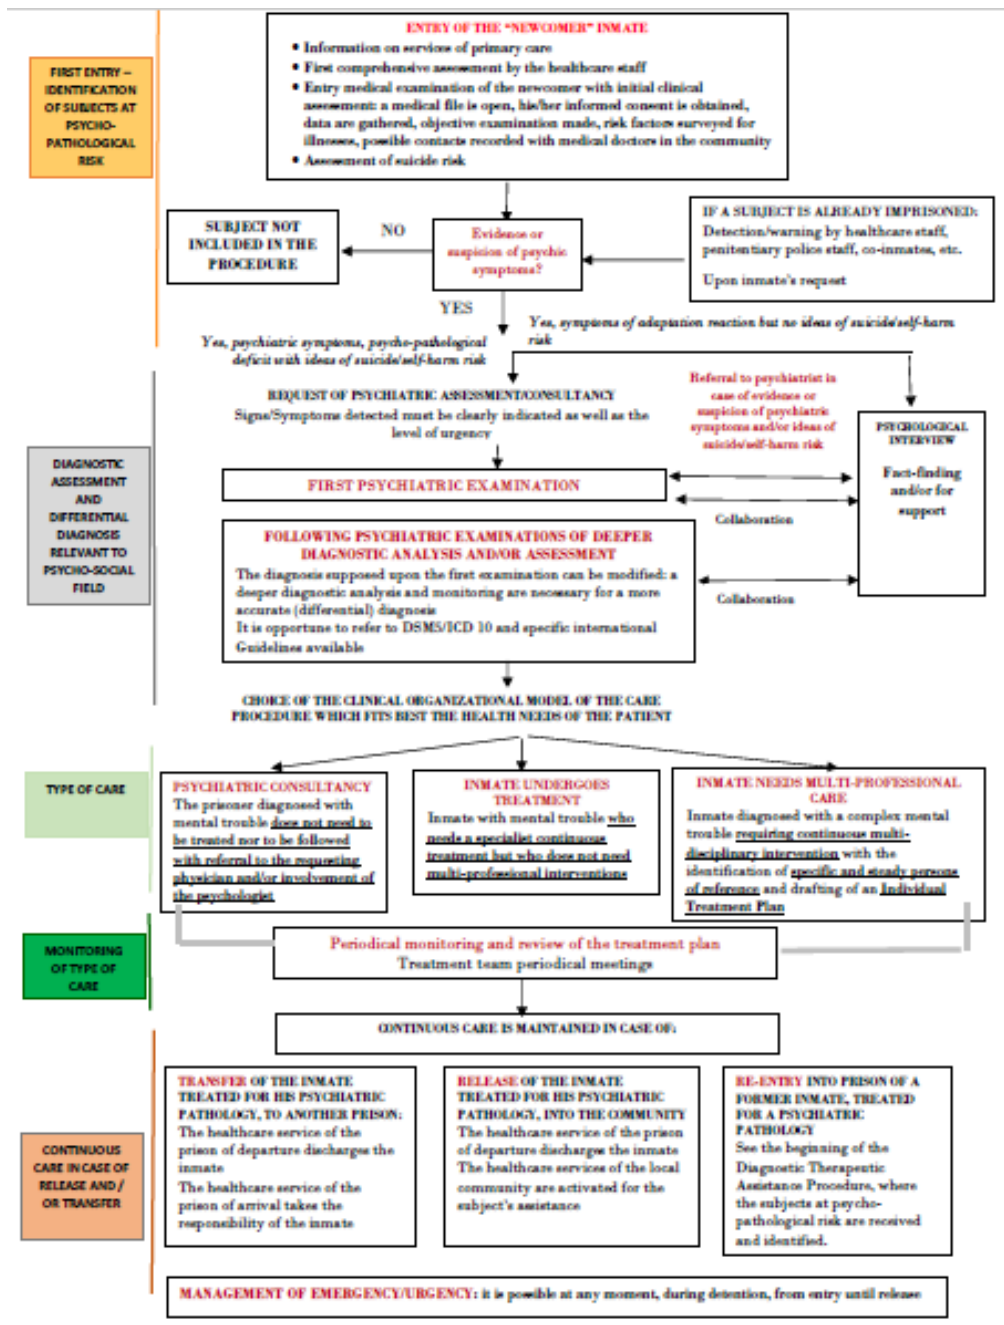 ENTRY OF THE "NEWCOMER" INMATE
• Information on services of primary care
• First comprehensive assessment by the healthcare staff
• Entry medical examination of the newcomer with initial clinical
assessment: a medical file is open, his/her informed consent is obtained,
data are gathered, objective examination made, risk factors surveyed for
illnesses, possible contacts recorded with medical doctors in the community
• Assessment of suicide risk
FIRST ENTRY –
IDENTIFICATION
OF SUBJECTS AT
PSYCHO-
PATHOLOGICAL
RISK
SUBJECT NOT
INCLUDED IN THE
PROCEDURE
NO
Evidence or
suspicion of psychic
symptoms?
IF A SUBJECT IS ALREADY IMPRISONED:
Detection/warning by healthcare staff,
penitentiary police staff, co-inmates, etc.
Upon inmate's request
YES
Yes, psychiatric symptoms, psycho-pathological
deficit with ideas of suicide/self-harm risk
Yes, symptoms of adaptation reaction but no ideas of suicide/self-harm
risk
REQUEST OF PSYCHIATRIC ASSESSMENT/CONSULTANCY
Signs/Symptoms detected must be clearly indicated as well as the
level of urgency
Referral to psychiatrist in
case of evidence or
suspicion of psychiatric
symptoms and/or ideas of
suicide/self-harm risk
PSYCHOLOGICAL
INTERVIEW
Fact-finding
and/or for
support
DIAGNOSTIC
ASSESSMENT
AND
DIFFERENTIAL
DIAGNOSIS
RELEVANT TO
PSYCHO-SOCIAL
FIELD
FIRST PSYCHIATRIC EXAMINATION
Collaboration
FOLLOWING PSYCHIATRIC EXAMINATIONS OF DEEPER
DIAGNOSTIC ANALYSIS AND/OR ASSESSMENT
The diagnosis supposed upon the first examination can be modified: a
deeper diagnostic analysis and monitoring are necessary for a more
accurate (differential) diagnosis
It is opportune to refer to DSM5/ICD 10 and specific international
Guidelines available
Collaboration
CHOICE OF THE CLINICAL ORGANIZATIONAL MODEL OF THE CARE
PROCEDURE WHICH FITS BEST THE HEALTH NEEDS OF THE PATIENT
TYPE OF CARE
PSYCHIATRIC CONSULTANCY
The prisoner diagnosed with
mental trouble does not need to
be treated nor to be followed
with referral to the requesting
physician and/or involvement of
the psychologist
INMATE UNDERGOES
TREATMENT
Inmate with mental trouble who
needs a specialist continuous
treatment but who does not need
multi-professional interventions
INMATE NEEDS MULTI-PROFESSIONAL
CARE
Inmate diagnosed with a complex mental
trouble requiring continuous multi-
disciplinary intervention with the
identification of specific and steady persons
of reference and drafting of an Individual
Treatment Plan
MONITORING
OF TYPE OF
CARE
Periodical monitoring and review of the treatment plan
Treatment team periodical meetings
CONTINUOUS CARE IS MAINTAINED IN CASE OF:
CONTINUOUS
CARE IN CASE OF
RELEASE AND /
OR TRANSFER
TRANSFER OF THE INMATE
TREATED FOR HIS PSYCHIATRIC
PATHOLOGY, TO ANOTHER PRISON:
The healthcare service of the
prison of departure discharges the
inmate
The healthcare service of the
prison of arrival takes the
responsibility of the inmate
RELEASE OF THE INMATE
TREATED FOR HIS PSYCHIATRIC
PATHOLOGY, INTO THE COMMUNITY
The healthcare service of the prison
of departure discharges the inmate
The healthcare services of the local
community are activated for the
subject's assistance
RE-ENTRY INTO PRISON OF A
FORMER INMATE, TREATED
FOR A PSYCHIATRIC
PATHOLOGY
See the beginning of the
Diagnostic Therapeutic
Assistance Procedure, where
the subjects at psycho-
pathological risk are received
and identified.
MANAGEMENT OF EMERGENCY/URGENCY: it is possible at any moment, during detention, from entry until release